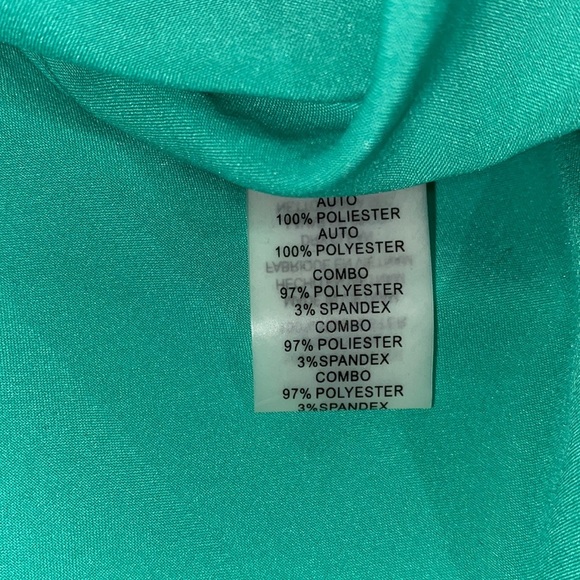 AUTO
100% POLIESTER
AUTO
100% POLYESTER
COMBO
97% POLYESTER
3% SPANDEX
COMBO
97% POLIESTER
3%SPANDEX
COMBO
97% POLYESTER
3%SPANDEX